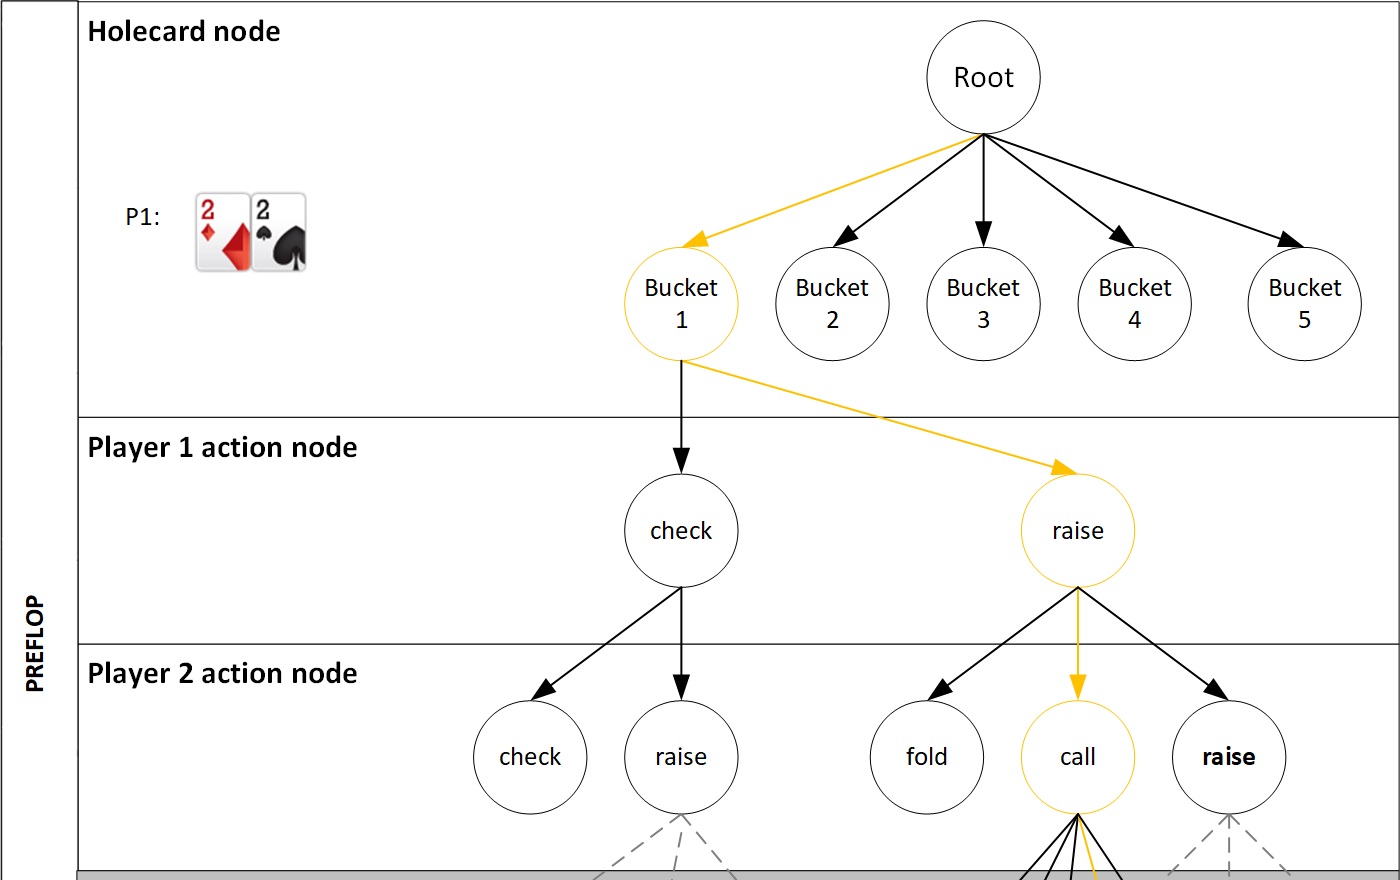 Holecard node
Root
P1:
2 2
Bucket
1
Bucket
2
Bucket
3
Bucket
4
Bucket
5
Player 1 action node
check
raise
PREFLOP
Player 2 action node
check
raise
fold
call
raise